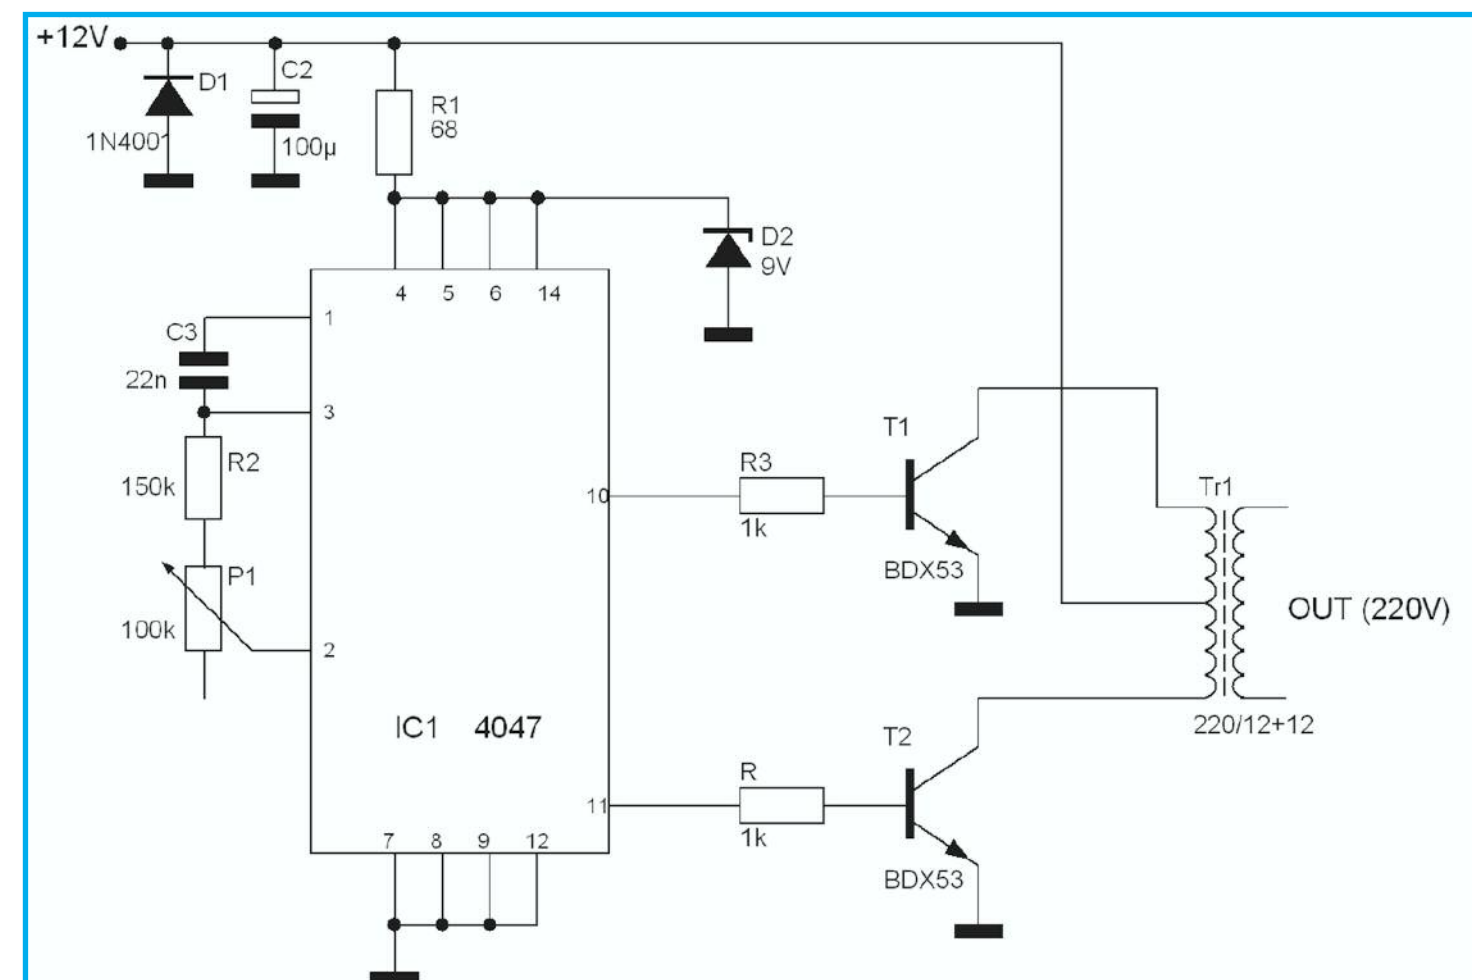 +12V
D1
1N4001
C2
100µ
R1
68
D2
9V
4 5 6 14
C3
22n
1
3
R2
150k
P1
100k
2
10
R3
1k
T1
BDX53
Tr1
OUT (220V)
220/12+12
IC1 4047
11
R
1k
T2
BDX53
7 8 9 12